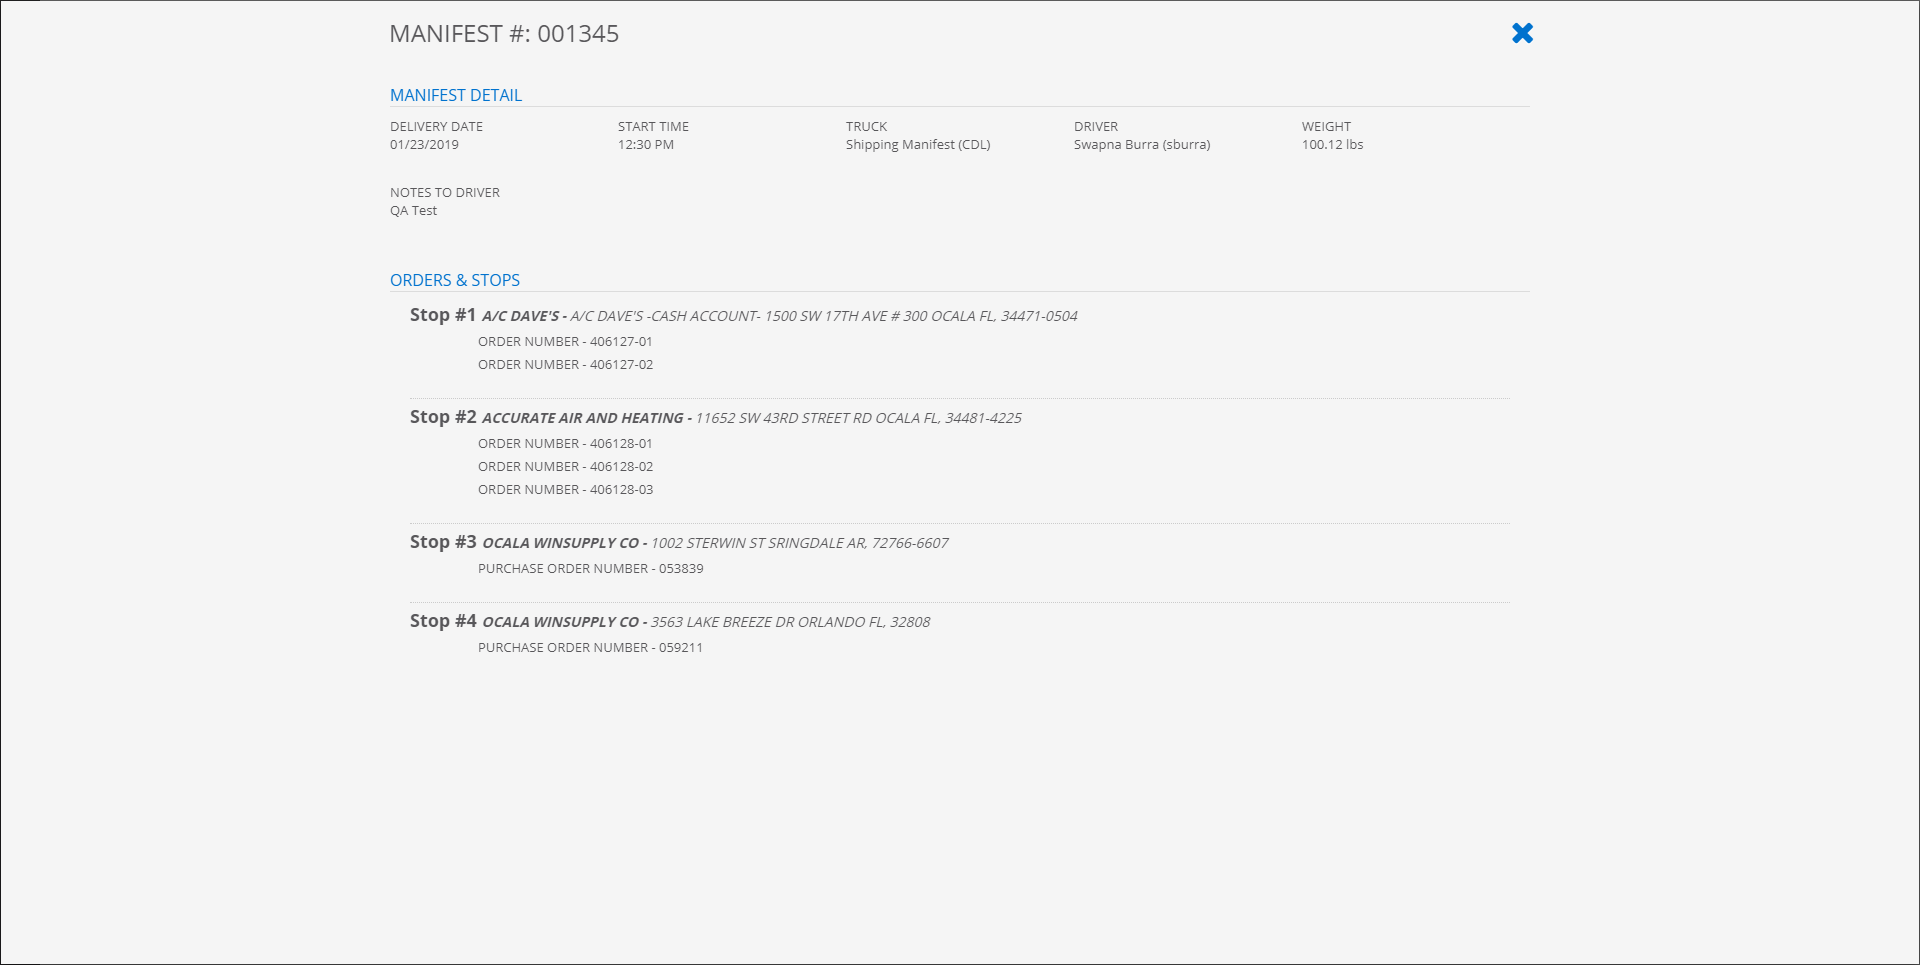 MANIFEST #: 001345
MANIFEST DETAIL
DELIVERY DATE START TIME TRUCK DRIVER WEIGHT
01/23/2019 12:30 PM Shipping Manifest (CDL) Swapna Burra (sburra) 100.12 lbs
NOTES TO DRIVER
QA Test
ORDERS & STOPS
Stop #1 A/C DAVE'S - A/C DAVE'S -CASH ACCOUNT- 1500 SW 17TH AVE # 300 OCALA FL, 34471-0504
ORDER NUMBER - 406127-01
ORDER NUMBER - 406127-02
Stop #2 ACCURATE AIR AND HEATING - 11652 SW 43RD STREET RD OCALA FL, 34481-4225
ORDER NUMBER - 406128-01
ORDER NUMBER - 406128-02
ORDER NUMBER - 406128-03
Stop #3 OCALA WINSUPPLY CO - 1002 STERWIN ST SRINGDALE AR, 72766-6607
PURCHASE ORDER NUMBER - 053839
Stop #4 OCALA WINSUPPLY CO - 3563 LAKE BREEZE DR ORLANDO FL, 32808
PURCHASE ORDER NUMBER - 059211